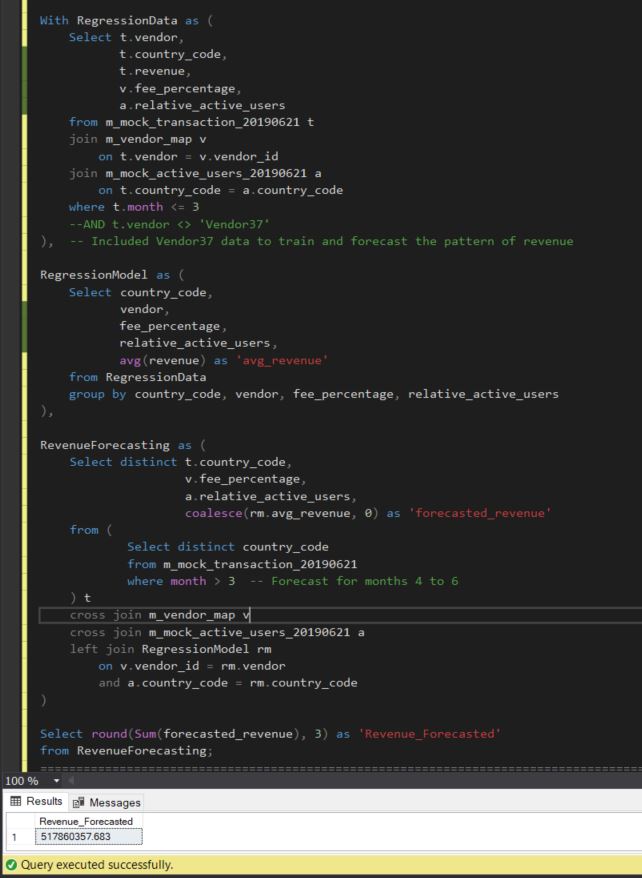 With RegressionData as (
Select t.vendor,
t.country_code,
t.revenue,
v.fee_percentage,
a.relative_active_users
from m_mock_transaction_20190621 t
join m_vendor_map v
on t.vendor = v.vendor_id
join m_mock_active_users_20190621 a
on t.country_code = a.country_code
where t.month <= 3
--AND t.vendor <> 'Vendor37'
), -- Included Vendor37 data to train and forecast the pattern of revenue
RegressionModel as (
Select country_code,
vendor,
fee_percentage,
relative_active_users,
avg(revenue) as 'avg_revenue'
from RegressionData
group by country_code, vendor, fee_percentage, relative_active_users
),
RevenueForecasting as (
Select distinct t.country_code,
v.fee_percentage,
a.relative_active_users,
coalesce(rm.avg_revenue, 0) as 'forecasted_revenue'
from (
Select distinct country_code
from m_mock_transaction_20190621
where month > 3 -- Forecast for months 4 to 6
) t
cross join m_vendor_map v
cross join m_mock_active_users_20190621 a
left join RegressionModel rm
on v.vendor_id = rm.vendor
and a.country_code = rm.country_code
)
Select round(Sum(forecasted_revenue), 3) as 'Revenue_Forecasted'
from RevenueForecasting;
100 %
Results Messages
Revenue_Forecasted
1 517860357.683
Query executed successfully.